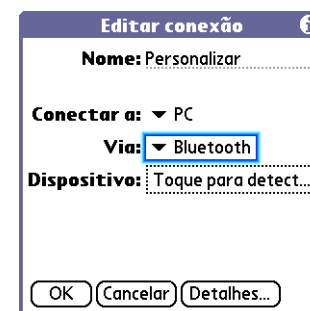 Editar conexão
Nome: Personalizar
Conectar a: PC
Via: Bluetooth
Dispositivo: Toque para detect...
OK Cancelar Detalhes...